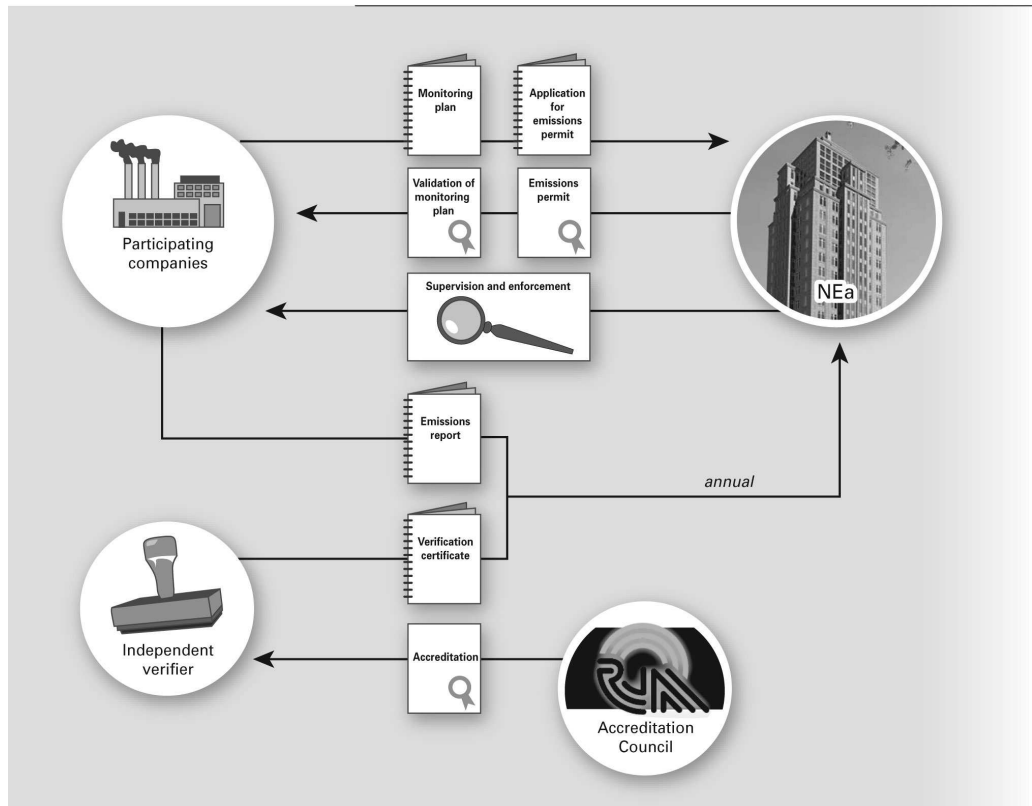 Monitoring
plan
Application
for
emissions
permit
Participating
companies
Validation of
monitoring
plan
Emissions
permit
NEa
Supervision and enforcement
Emissions
report
annual
Verification
certificate
Independent
verifier
Accreditation
RvA
Accreditation
Council